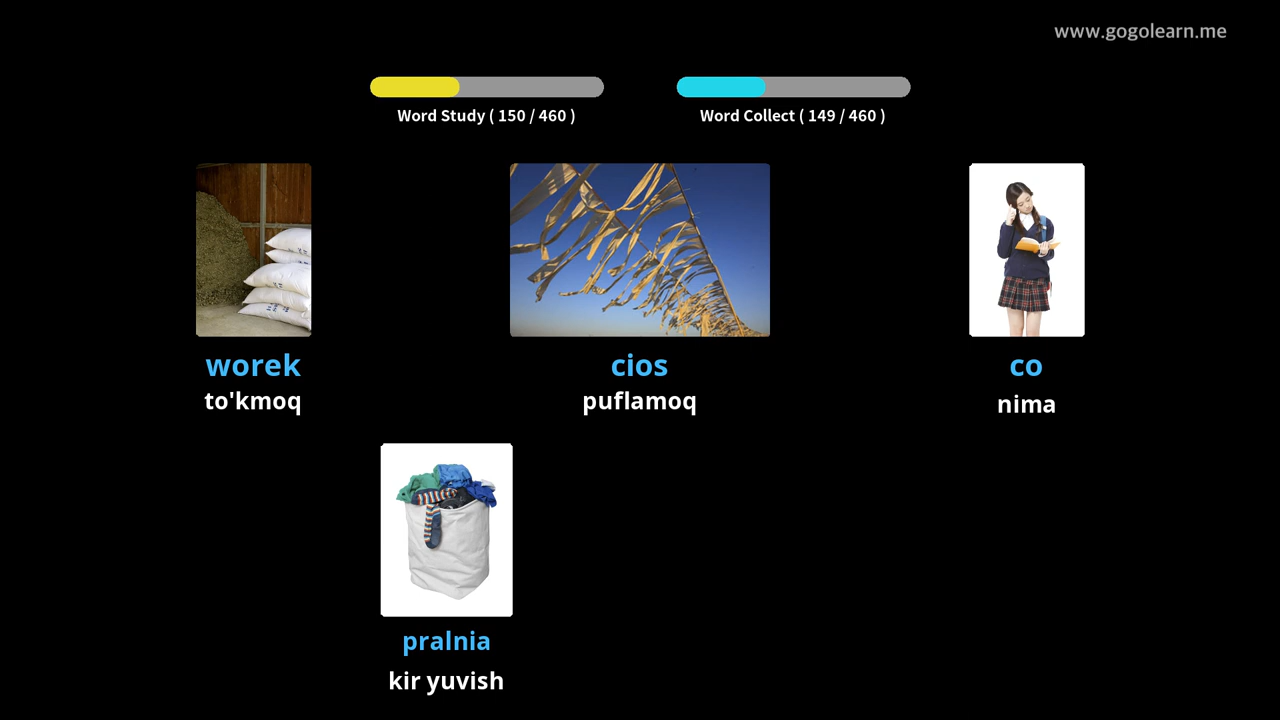 www.gogolearn.me
Word Study ( 150 / 460 )
Word Collect ( 149 / 460 )
worek
to'kmoq
cios
puflamoq
co
nima
pralnia
kir yuvish